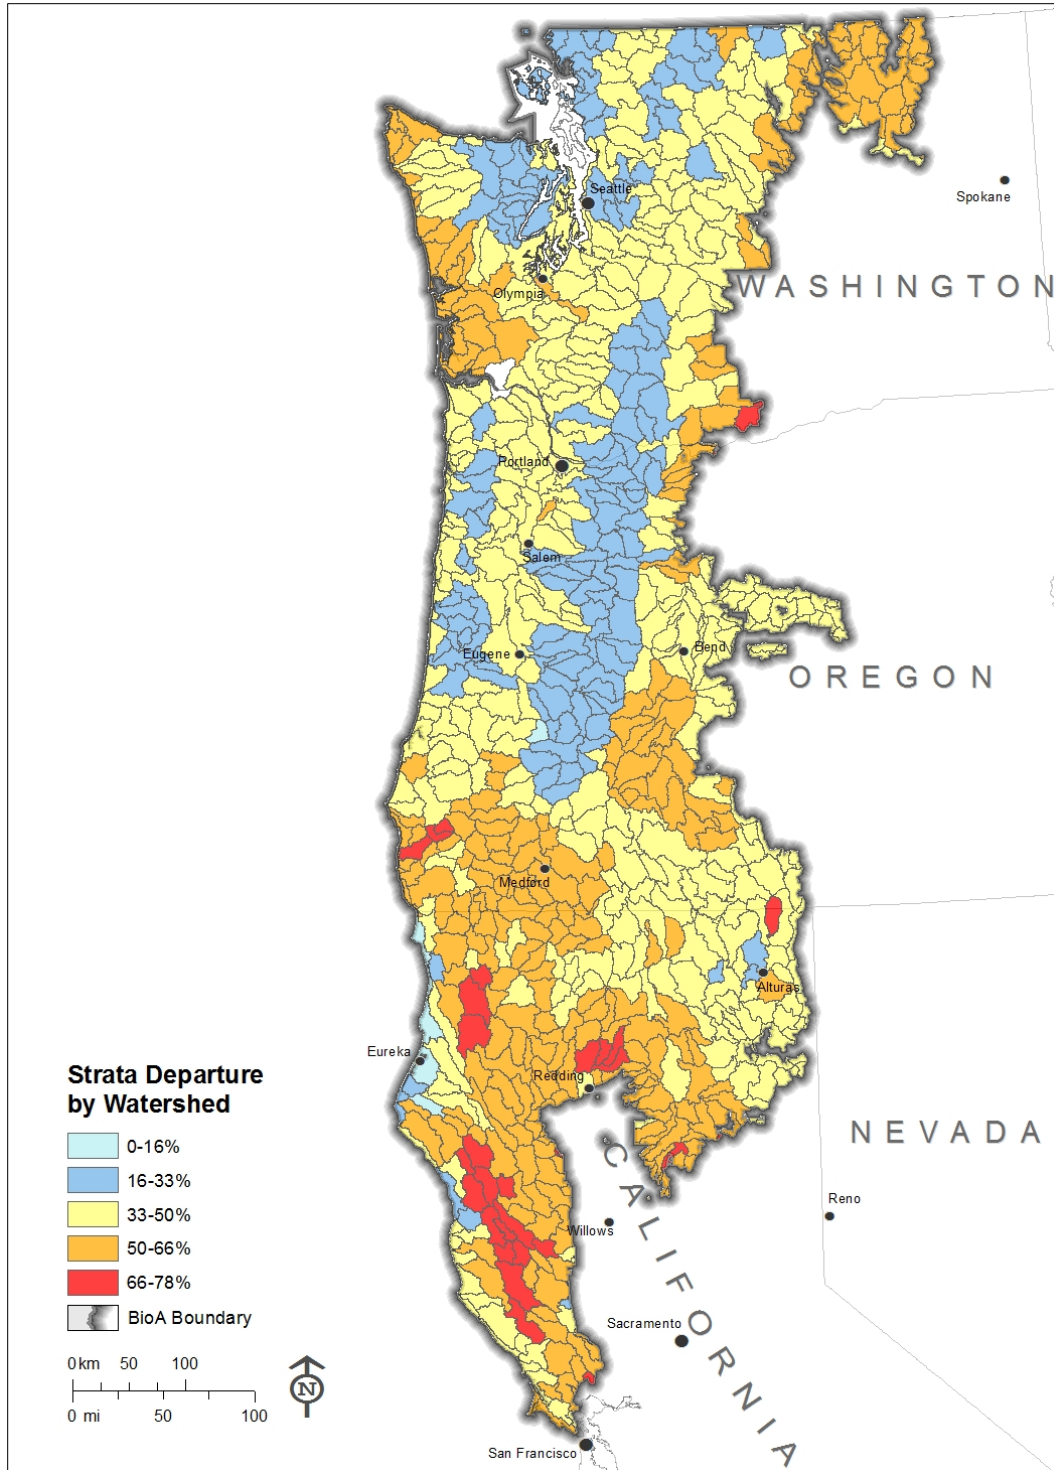 Seattle
Spokane
WASHINGTON
Olympia
Portland
Salem
Eugene
Bend
OREGON
Medford
Alturas
Eureka
Redding
Strata Departure
by Watershed
0-16%
16-33%
33-50%
50-66%
66-78%
BioA Boundary
NEVADA
CALIFORNIA
Reno
Willows
Sacramento
0 km 50 100
N
0 mi 50 100
San Francisco